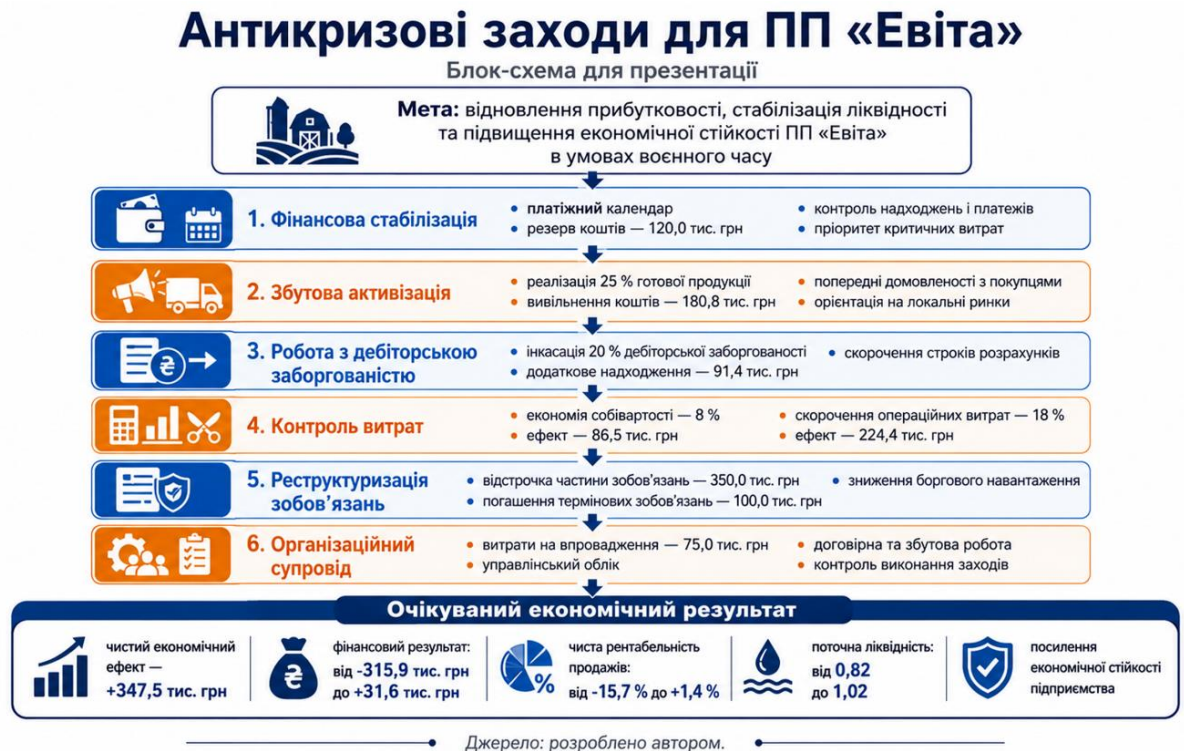 Антикризові заходи для ПП «Евіта»
Блок-схема для презентації
Мета: відновлення прибутковості, стабілізація ліквідності
та підвищення економічної стійкості ПП «Евіта»
в умовах воєнного часу
1. Фінансова стабілізація
• платіжний календар
• резерв коштів — 120,0 тис. грн
• контроль надходжень і платежів
• пріоритет критичних витрат
2. Збутова активізація
• реалізація 25 % готової продукції
• вивільнення коштів — 180,8 тис. грн
• попередні домовленості з покупцями
• орієнтація на локальні ринки
₴
3. Робота з дебіторською
заборгованістю
• інкасація 20 % дебіторської заборгованості
• додаткове надходження — 91,4 тис. грн
• скорочення строків розрахунків
4. Контроль витрат
• економія собівартості — 8 %
• ефект — 86,5 тис. грн
• скорочення операційних витрат — 18 %
• ефект — 224,4 тис. грн
5. Реструктуризація
зобов’язань
• відстрочка частини зобов’язань — 350,0 тис. грн
• погашення термінових зобов’язань — 100,0 тис. грн
• зниження боргового навантаження
6. Організаційний
супровід
• витрати на впровадження — 75,0 тис. грн
• управлінський облік
• договірна та збутова робота
• контроль виконання заходів
Очікуваний економічний результат
чистий економічний
ефект —
+347,5 тис. грн
₴
фінансовий результат:
від -315,9 тис. грн
до +31,6 тис. грн
%
чиста рентабельність
продажів:
від -15,7 % до +1,4 %
поточна ліквідність:
від 0,82
до 1,02
посилення
економічної стійкості
підприємства
Джерело: розроблено автором.